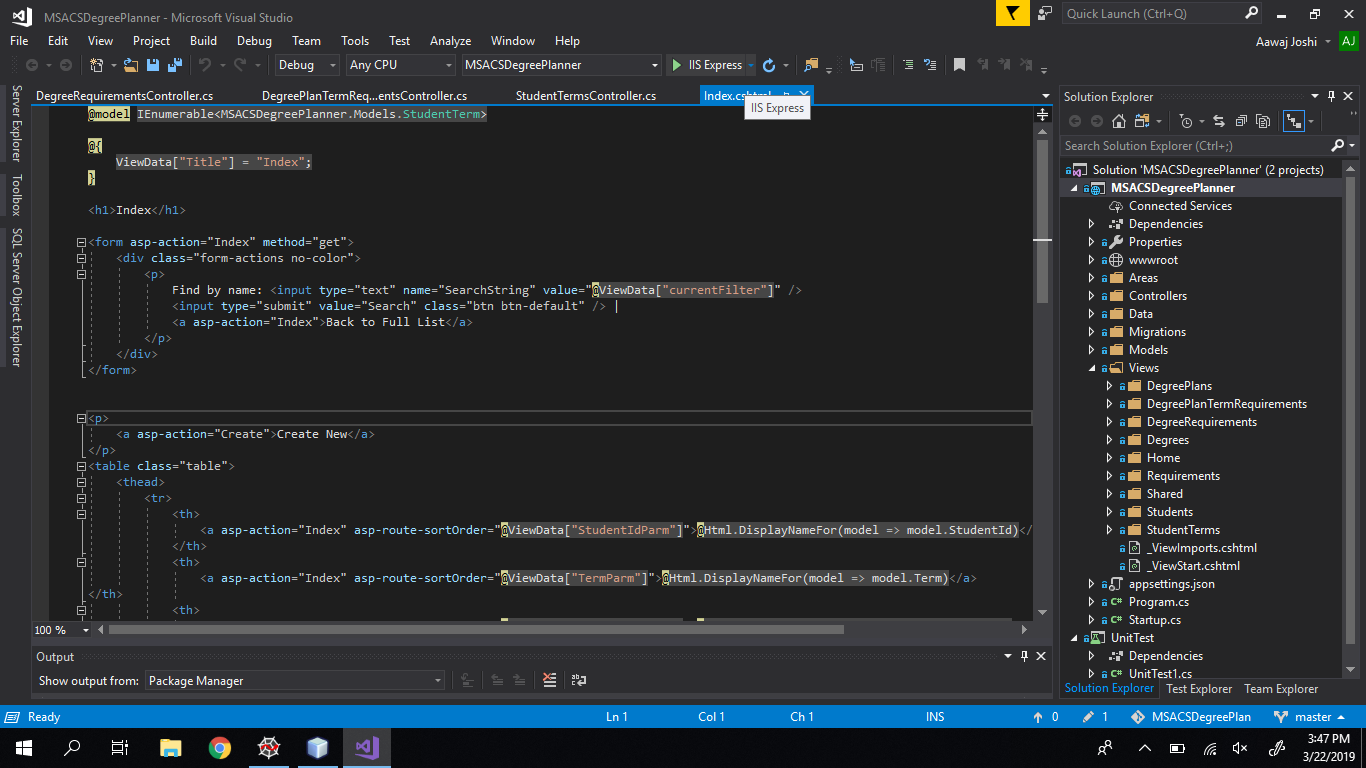 MSACSDegreePlanner - Microsoft Visual Studio
Quick Launch (Ctrl+Q)
File Edit View Project Build Debug Team Tools Test Analyze Window Help
Aawaj Joshi AJ
Debug Any CPU MSACSDegreePlanner IIS Express
DegreeRequirementsController.cs DegreePlanTermReq...entsController.cs StudentTermsController.cs Index.cshtml
IIS Express
Server Explorer
Toolbox
SQL Server Object Explorer
@model IEnumerable<MSACSDegreePlanner.Models.StudentTerm>
@{
ViewData["Title"] = "Index";
}
<h1>Index</h1>
<form asp-action="Index" method="get">
<div class="form-actions no-color">
<p>
Find by name: <input type="text" name="SearchString" value="@ViewData["currentFilter"]" />
<input type="submit" value="Search" class="btn btn-default" /> |
<a asp-action="Index">Back to Full List</a>
</p>
</div>
</form>
<p>
<a asp-action="Create">Create New</a>
</p>
<table class="table">
<thead>
<tr>
<th>
<a asp-action="Index" asp-route-sortOrder="@ViewData["StudentIdParm"]">@Html.DisplayNameFor(model => model.StudentId)</
</th>
<th>
<a asp-action="Index" asp-route-sortOrder="@ViewData["TermParm"]">@Html.DisplayNameFor(model => model.Term)</a>
</th>
<th>
100 %
Output
Show output from: Package Manager
Solution Explorer
Search Solution Explorer (Ctrl+;)
Solution 'MSACSDegreePlanner' (2 projects)
MSACSDegreePlanner
Connected Services
Dependencies
Properties
wwwroot
Areas
Controllers
Data
Migrations
Models
Views
DegreePlans
DegreePlanTermRequirements
DegreeRequirements
Degrees
Home
Requirements
Shared
Students
StudentTerms
_ViewImports.cshtml
_ViewStart.cshtml
appsettings.json
C# Program.cs
C# Startup.cs
UnitTest
Dependencies
C# UnitTest1.cs
Solution Explorer Test Explorer Team Explorer
Ready Ln 1 Col 1 Ch 1 INS 0 1 MSACSDegreePlan master
3:47 PM
3/22/2019